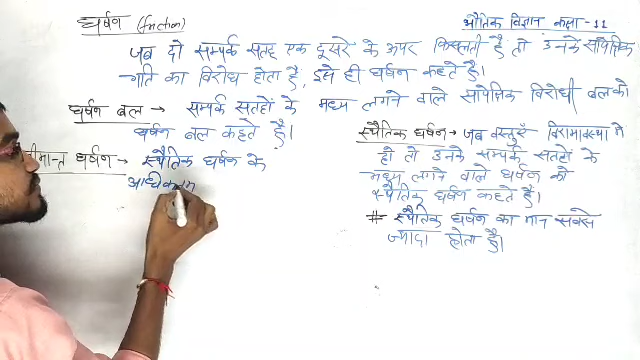 घर्षण (friction)
भौतिक विज्ञान कक्षा-11
जब दो सम्पर्क सतह एक दूसरे के ऊपर फिसलती है तो उनके सापेक्षिक
गति का विरोध होता है, इसे ही घर्षण कहते है।
घर्षण बल → सम्पर्क सतहों के मध्य लगने वाले सापेक्षिक विरोधी बल को
घर्षण बल कहते है।
सीमान्त घर्षण → स्थैतिक घर्षण के
अधिकतम
स्थैतिक घर्षण → जब वस्तुएँ विरामावस्था मे
हो तो उनके सम्पर्क सतहों के
मध्य लगने वाले घर्षण को
स्थैतिक घर्षण कहते है।
# स्थैतिक घर्षण का मान सबसे
ज्यादा होता है।